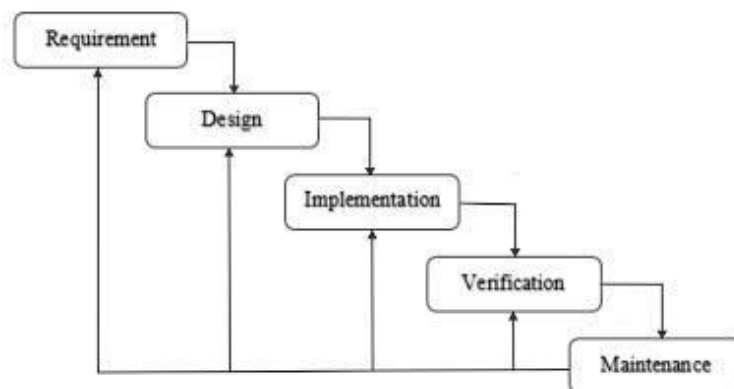 Requirement
Design
Implementation
Verification
Maintenance